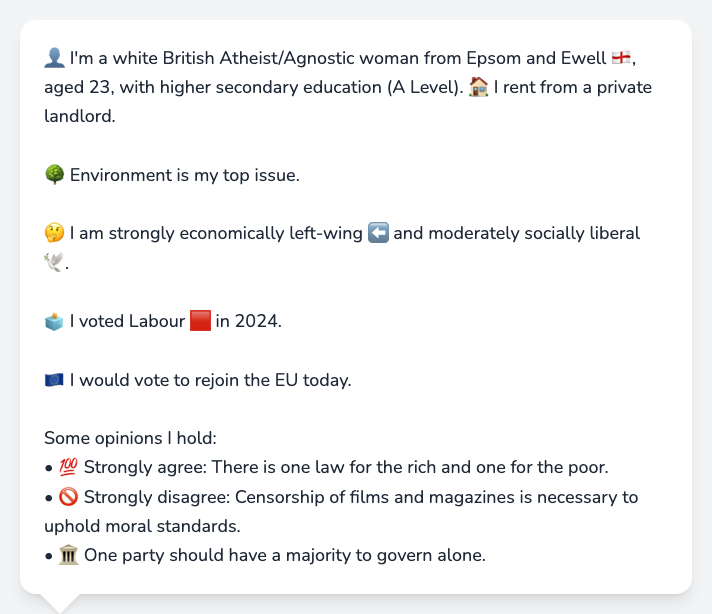 👤 I'm a white British Atheist/Agnostic woman from Epsom and Ewell 🏴󠁧󠁢󠁥󠁮󠁧󠁿,
aged 23, with higher secondary education (A Level). 🏠 I rent from a private
landlord.
🌳 Environment is my top issue.
🤔 I am strongly economically left-wing ⬅️ and moderately socially liberal
🕊️.
🗳️ I voted Labour 🟥 in 2024.
🇪🇺 I would vote to rejoin the EU today.
Some opinions I hold:
• 💯 Strongly agree: There is one law for the rich and one for the poor.
• 🚫 Strongly disagree: Censorship of films and magazines is necessary to
uphold moral standards.
• 🏛️ One party should have a majority to govern alone.